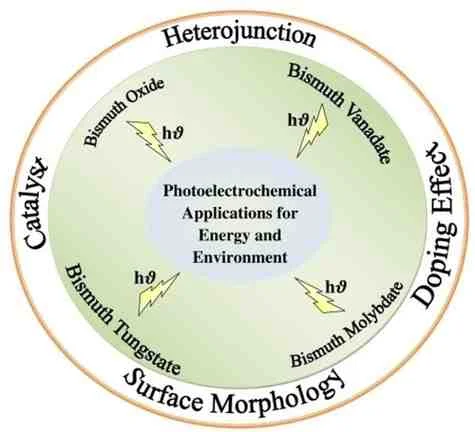 Heterojunction
Bismuth Oxide
Bismuth Vanadate
hϑ
hϑ
Catalyst
Doping Effect
Photoelectrochemical
Applications for
Energy and
Environment
hϑ
hϑ
Bismuth Tungstate
Bismuth Molybdate
Surface Morphology